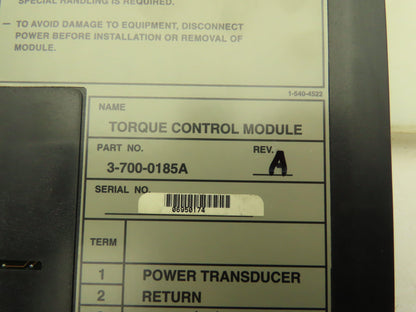 SPECIAL HANDLING IS REQUIRED.
— TO AVOID DAMAGE TO EQUIPMENT, DISCONNECT
POWER BEFORE INSTALLATION OR REMOVAL OF
MODULE.
1-640-4522
NAME
TORQUE CONTROL MODULE
PART NO.
REV.
3-700-0185A
A
SERIAL NO.
06950174
TERM
1 POWER TRANSDUCER
2 RETURN